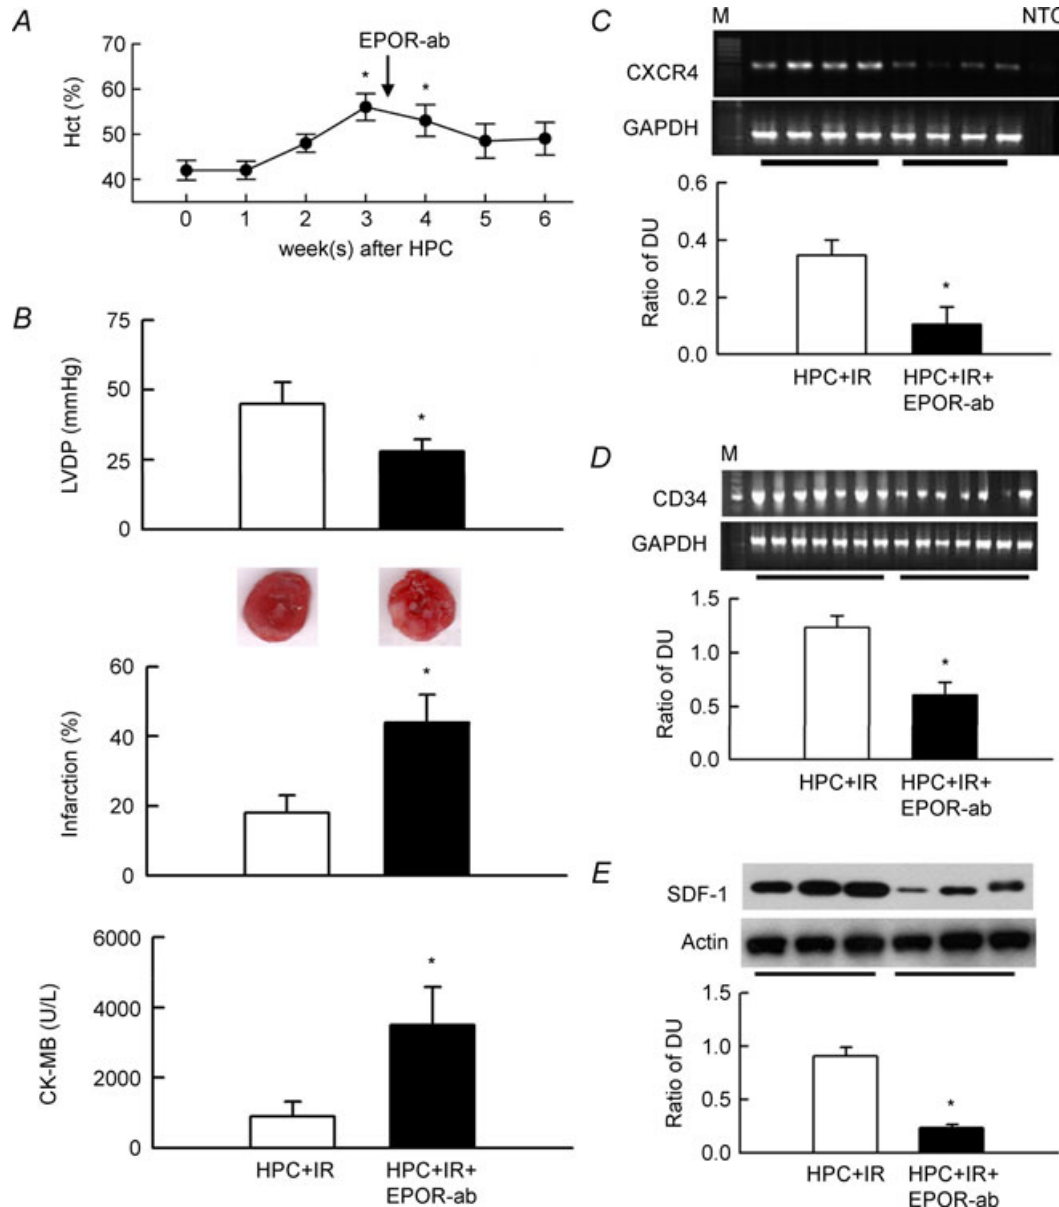 A
EPOR-ab
Hct (%)
70
60
50
40
*
*
0 1 2 3 4 5 6
week(s) after HPC
B
LVDP (mmHg)
75
50
25
0
*
Infarction (%)
60
40
20
0
*
CK-MB (U/L)
6000
4000
2000
0
*
HPC+IR
HPC+IR+
EPOR-ab
C
M NTC
CXCR4
GAPDH
Ratio of DU
0.6
0.4
0.2
0.0
*
HPC+IR
HPC+IR+
EPOR-ab
D
M
CD34
GAPDH
Ratio of DU
1.5
1.0
0.5
0.0
*
HPC+IR
HPC+IR+
EPOR-ab
E
SDF-1
Actin
Ratio of DU
1.5
1.0
0.5
0.0
*
HPC+IR
HPC+IR+
EPOR-ab